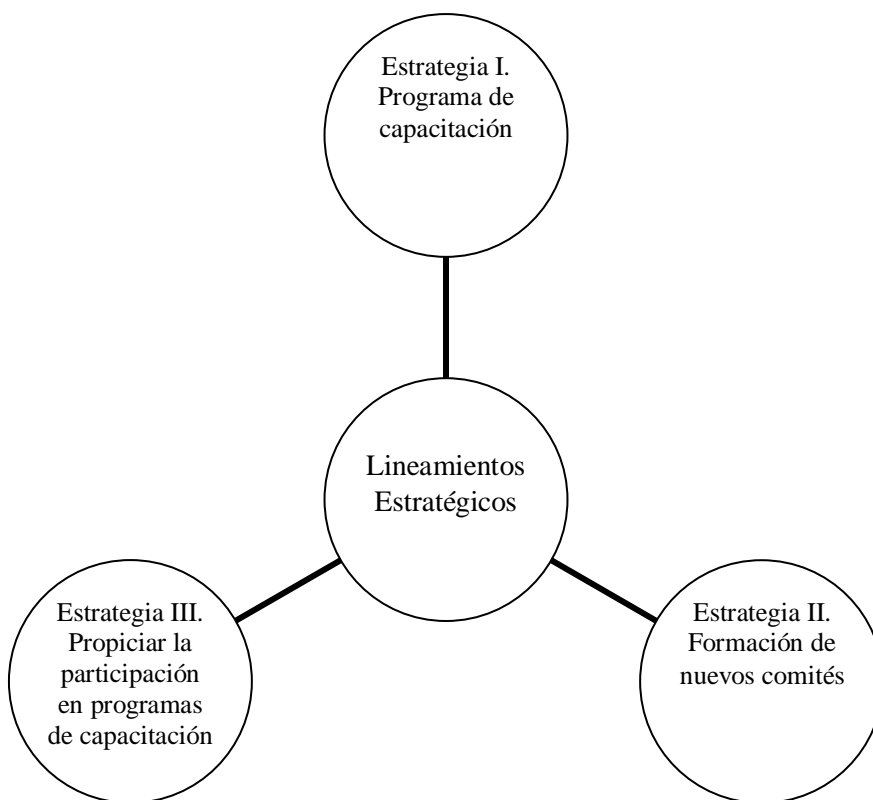 Estrategia I.
Programa de
capacitación
Lineamientos
Estratégicos
Estrategia III.
Propiciar la
participación
en programas
de capacitación
Estrategia II.
Formación de
nuevos comités